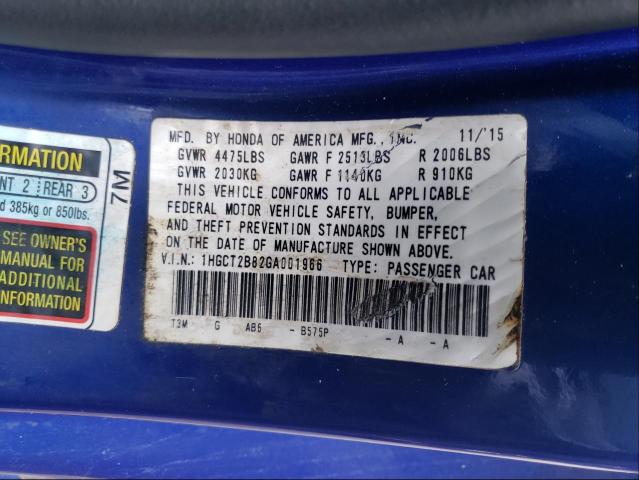 RMATION
NT 2 REAR 3
d 385kg or 850lbs.
SEE OWNER'S
MANUAL FOR
ADDITIONAL
INFORMATION
7M
MFD. BY HONDA OF AMERICA MFG., INC. 11/'15
GVWR 4475LBS GAWR F 2513LBS R 2006LBS
GVWR 2030KG GAWR F 1140KG R 910KG
THIS VEHICLE CONFORMS TO ALL APPLICABLE
FEDERAL MOTOR VEHICLE SAFETY, BUMPER,
AND THEFT PREVENTION STANDARDS IN EFFECT
ON THE DATE OF MANUFACTURE SHOWN ABOVE.
V.I.N.: 1HGCT2B82GA001966 TYPE: PASSENGER CAR
T3M G AB6 - B575P - A - A